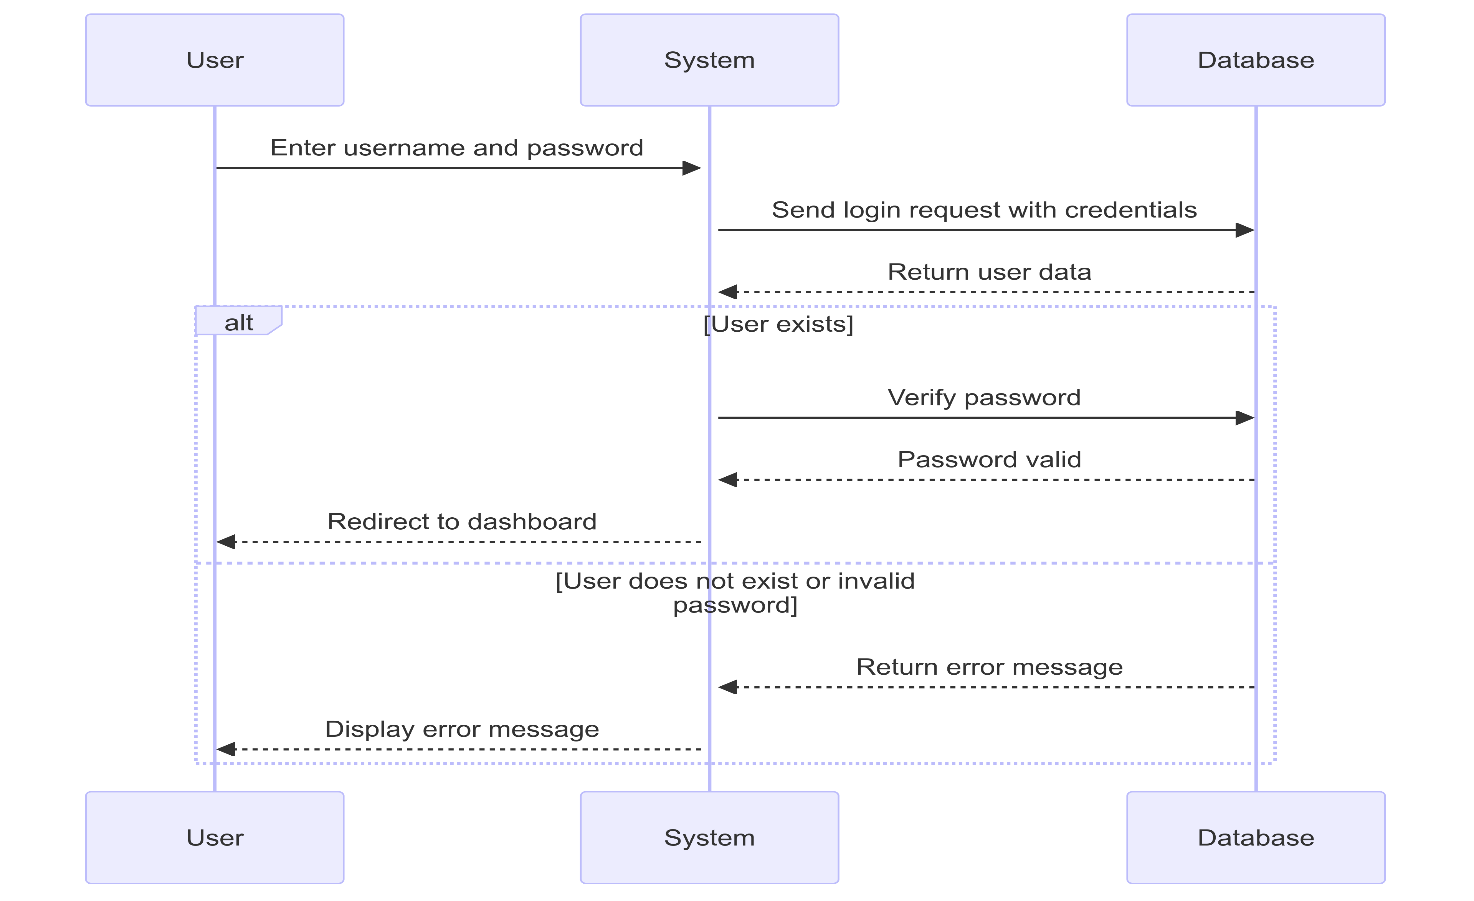 User
System
Database
Enter username and password
Send login request with credentials
Return user data
alt
[User exists]
Verify password
Password valid
Redirect to dashboard
[User does not exist or invalid
password]
Return error message
Display error message
User
System
Database